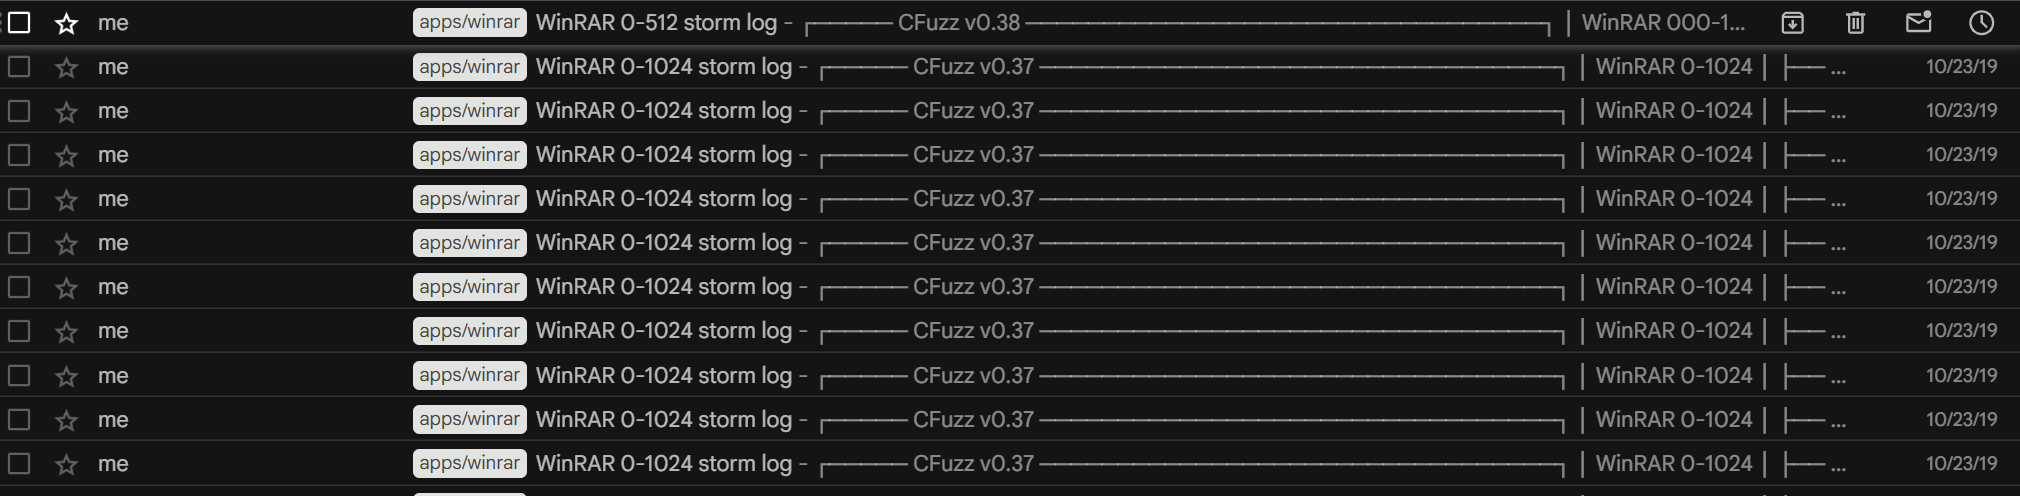 me apps/winrar WinRAR 0-512 storm log - ┌──── CFuzz v0.38 ────────────────────────┐ │ WinRAR 000-1...
me apps/winrar WinRAR 0-1024 storm log - ┌──── CFuzz v0.37 ────────────────────────┐ │ WinRAR 0-1024 │ ├── ... 10/23/19
me apps/winrar WinRAR 0-1024 storm log - ┌──── CFuzz v0.37 ────────────────────────┐ │ WinRAR 0-1024 │ ├── ... 10/23/19
me apps/winrar WinRAR 0-1024 storm log - ┌──── CFuzz v0.37 ────────────────────────┐ │ WinRAR 0-1024 │ ├── ... 10/23/19
me apps/winrar WinRAR 0-1024 storm log - ┌──── CFuzz v0.37 ────────────────────────┐ │ WinRAR 0-1024 │ ├── ... 10/23/19
me apps/winrar WinRAR 0-1024 storm log - ┌──── CFuzz v0.37 ────────────────────────┐ │ WinRAR 0-1024 │ ├── ... 10/23/19
me apps/winrar WinRAR 0-1024 storm log - ┌──── CFuzz v0.37 ────────────────────────┐ │ WinRAR 0-1024 │ ├── ... 10/23/19
me apps/winrar WinRAR 0-1024 storm log - ┌──── CFuzz v0.37 ────────────────────────┐ │ WinRAR 0-1024 │ ├── ... 10/23/19
me apps/winrar WinRAR 0-1024 storm log - ┌──── CFuzz v0.37 ────────────────────────┐ │ WinRAR 0-1024 │ ├── ... 10/23/19
me apps/winrar WinRAR 0-1024 storm log - ┌──── CFuzz v0.37 ────────────────────────┐ │ WinRAR 0-1024 │ ├── ... 10/23/19
me apps/winrar WinRAR 0-1024 storm log - ┌──── CFuzz v0.37 ────────────────────────┐ │ WinRAR 0-1024 │ ├── ... 10/23/19